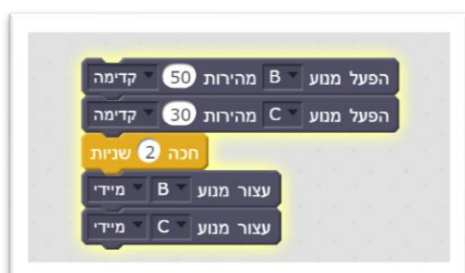 הפעל מנוע B מהירות 50 קדימה
הפעל מנוע C מהירות 30 קדימה
חכה 2 שניות
עצור מנוע B מיידי
עצור מנוע C מיידי